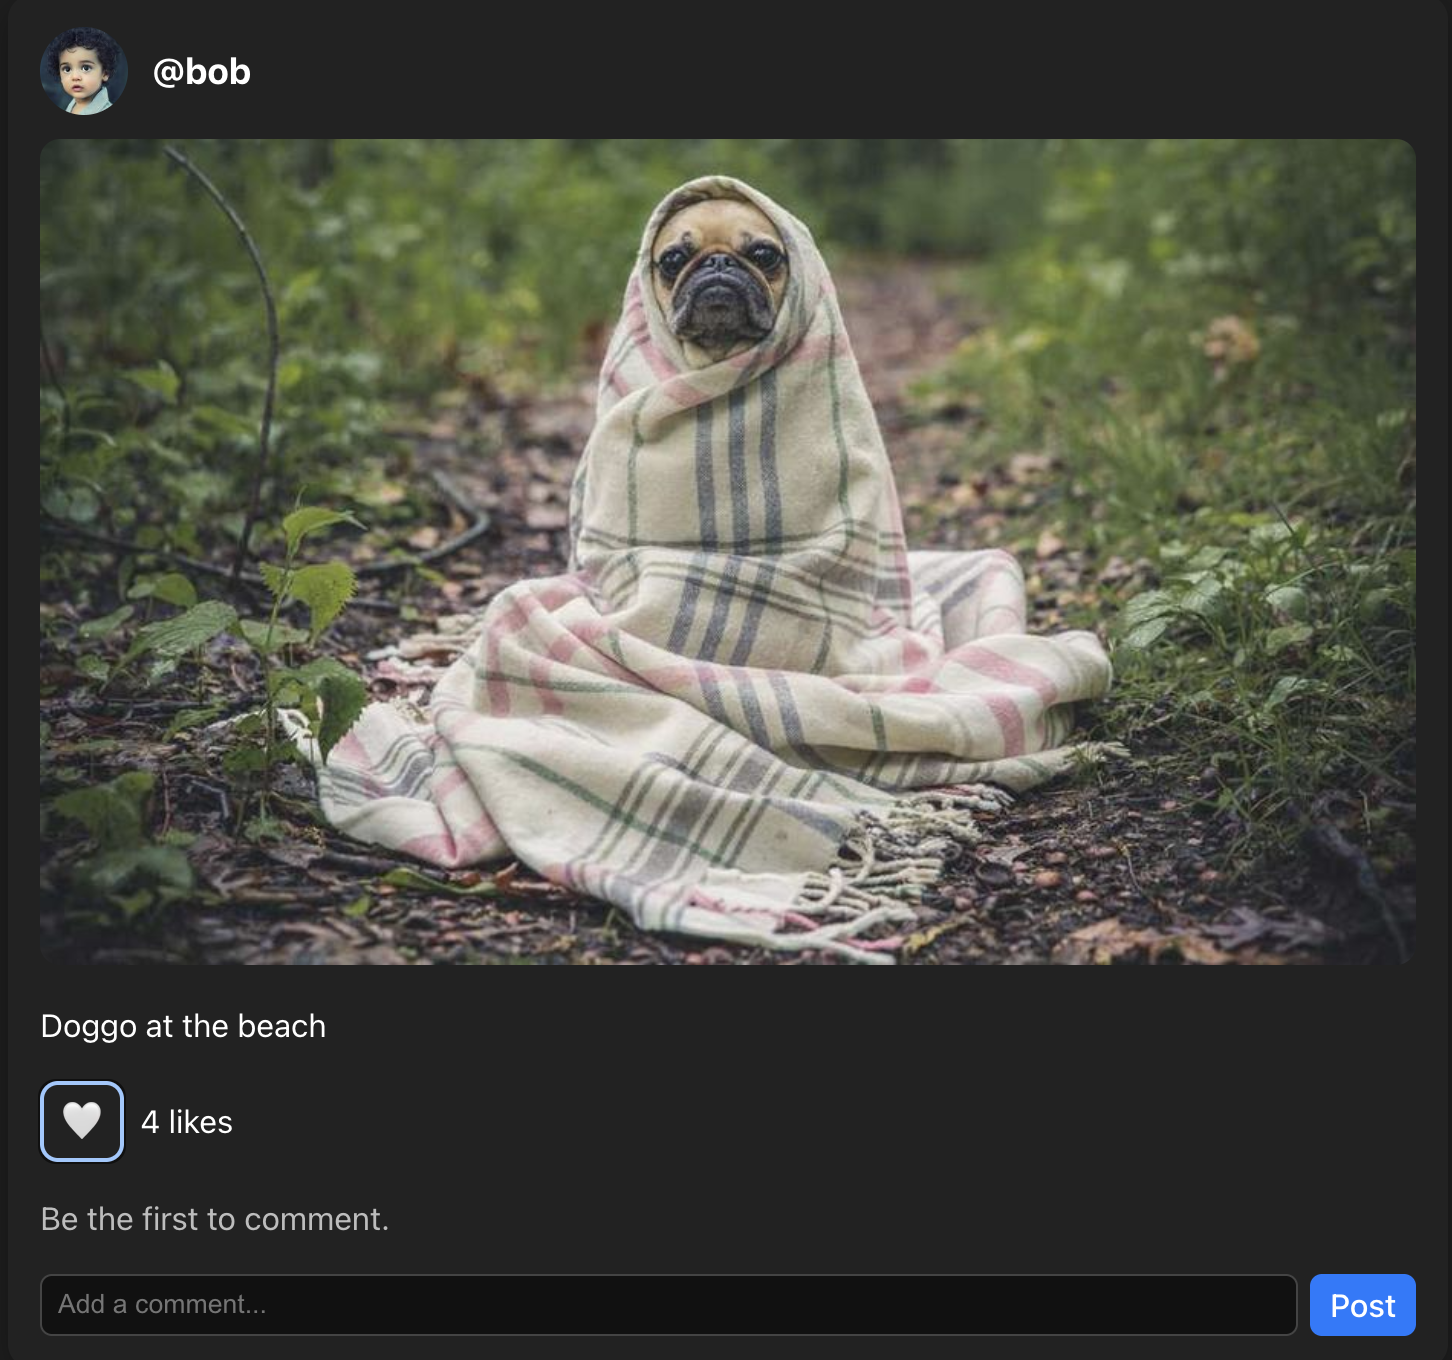 @bob
Doggo at the beach
4 likes
Be the first to comment.
Add a comment...
Post